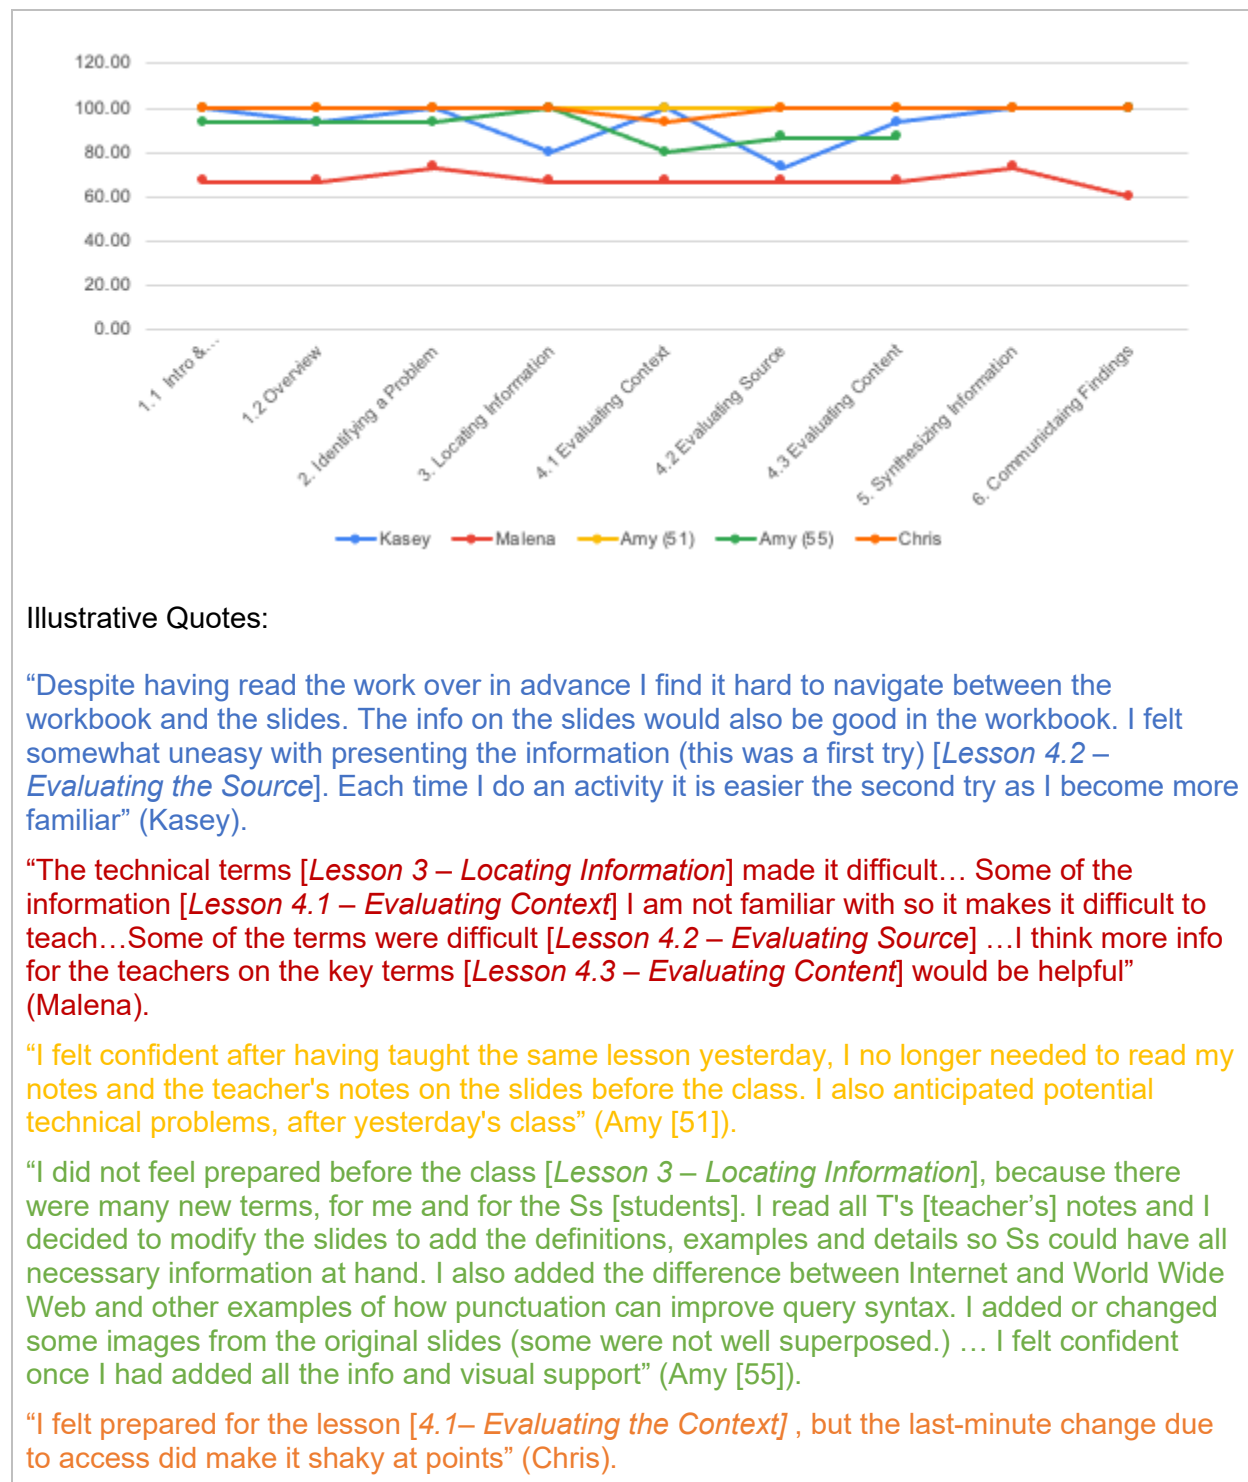 120.00
100.00
80.00
60.00
40.00
20.00
0.00
1.1 Intro &...
1.2 Overview
2. Identifying a Problem
3. Locating Information
4.1 Evaluating Context
4.2 Evaluating Source
4.3 Evaluating Content
5. Synthesizing Information
6. Communictaing Findings
Kasey Malena Amy (51) Amy (55) Chris
Illustrative Quotes:
“Despite having read the work over in advance I find it hard to navigate between the
workbook and the slides. The info on the slides would also be good in the workbook. I felt
somewhat uneasy with presenting the information (this was a first try) [Lesson 4.2 –
Evaluating the Source]. Each time I do an activity it is easier the second try as I become more
familiar” (Kasey).
“The technical terms [Lesson 3 – Locating Information] made it difficult… Some of the
information [Lesson 4.1 – Evaluating Context] I am not familiar with so it makes it difficult to
teach…Some of the terms were difficult [Lesson 4.2 – Evaluating Source] …I think more info
for the teachers on the key terms [Lesson 4.3 – Evaluating Content] would be helpful”
(Malena).
“I felt confident after having taught the same lesson yesterday, I no longer needed to read my
notes and the teacher's notes on the slides before the class. I also anticipated potential
technical problems, after yesterday's class” (Amy [51]).
“I did not feel prepared before the class [Lesson 3 – Locating Information], because there
were many new terms, for me and for the Ss [students]. I read all T's [teacher’s] notes and I
decided to modify the slides to add the definitions, examples and details so Ss could have all
necessary information at hand. I also added the difference between Internet and World Wide
Web and other examples of how punctuation can improve query syntax. I added or changed
some images from the original slides (some were not well superposed.) … I felt confident
once I had added all the info and visual support” (Amy [55]).
“I felt prepared for the lesson [4.1– Evaluating the Context] , but the last-minute change due
to access did make it shaky at points” (Chris).